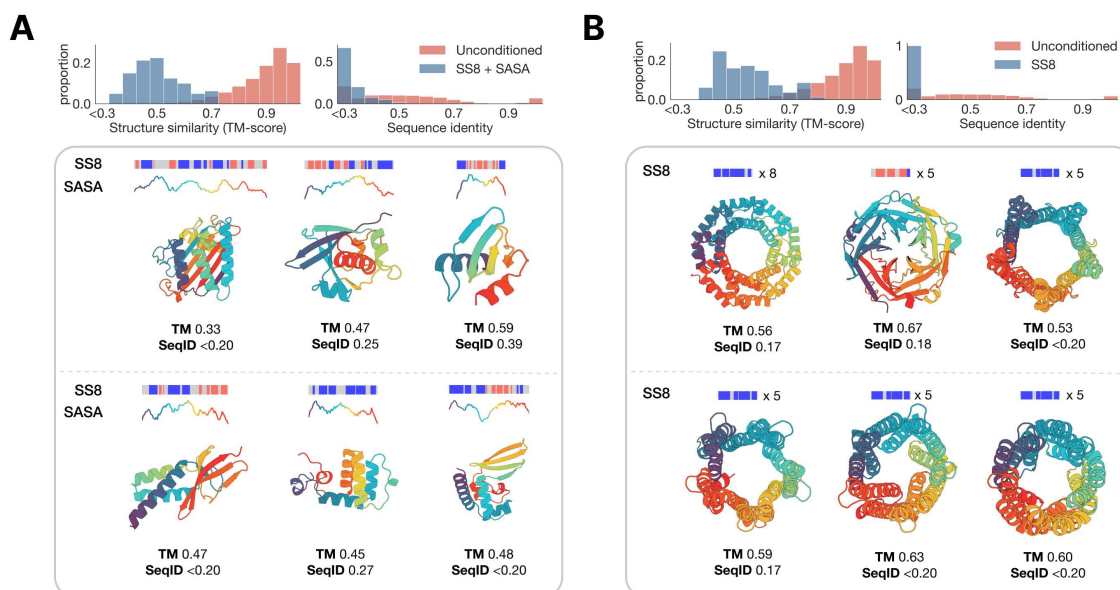 A
proportion
0.2
0.0
<0.3 0.5 0.7 0.9
Structure similarity (TM-score)
0.5
0.0
<0.3 0.5 0.7 0.9
Sequence identity
Unconditioned
SS8 + SASA
SS8
SASA
TM 0.33
SeqID <0.20
TM 0.47
SeqID 0.25
TM 0.59
SeqID 0.39
SS8
SASA
TM 0.47
SeqID <0.20
TM 0.45
SeqID 0.27
TM 0.48
SeqID <0.20
B
proportion
0.2
0.0
<0.3 0.5 0.7 0.9
Structure similarity (TM-score)
1
0
<0.3 0.5 0.7 0.9
Sequence identity
Unconditioned
SS8
SS8
x 8
x 5
x 5
TM 0.56
SeqID 0.17
TM 0.67
SeqID 0.18
TM 0.53
SeqID <0.20
SS8
x 5
x 5
x 5
TM 0.59
SeqID 0.17
TM 0.63
SeqID <0.20
TM 0.60
SeqID <0.20